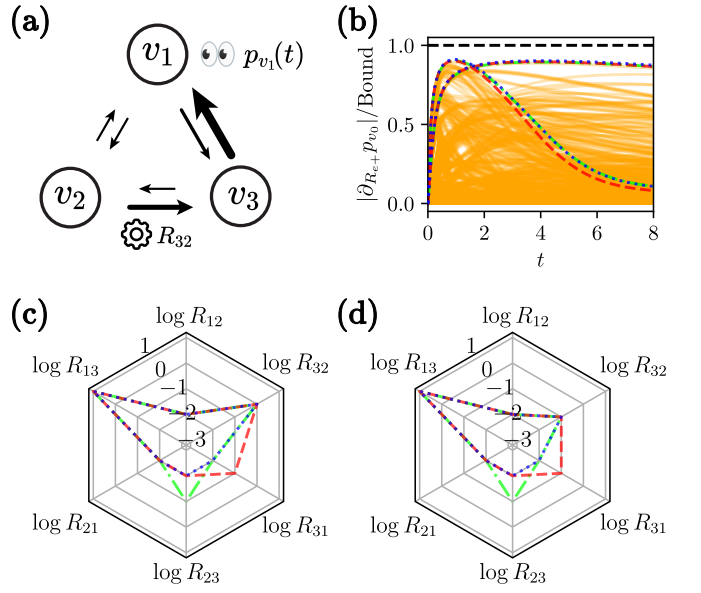 (a)
v₁
p_{v₁}(t)
v₂
v₃
R₃₂
(b)
|∂_{R_{e+}} p_{v₀}|/Bound
1.0
0.5
0.0
0 2 4 6 8
t
(c)
log R₁₂
log R₁₃
log R₃₂
1
0
−1
−2
−3
log R₂₁
log R₃₁
log R₂₃
(d)
log R₁₂
log R₁₃
log R₃₂
1
0
−1
−2
−3
log R₂₁
log R₃₁
log R₂₃